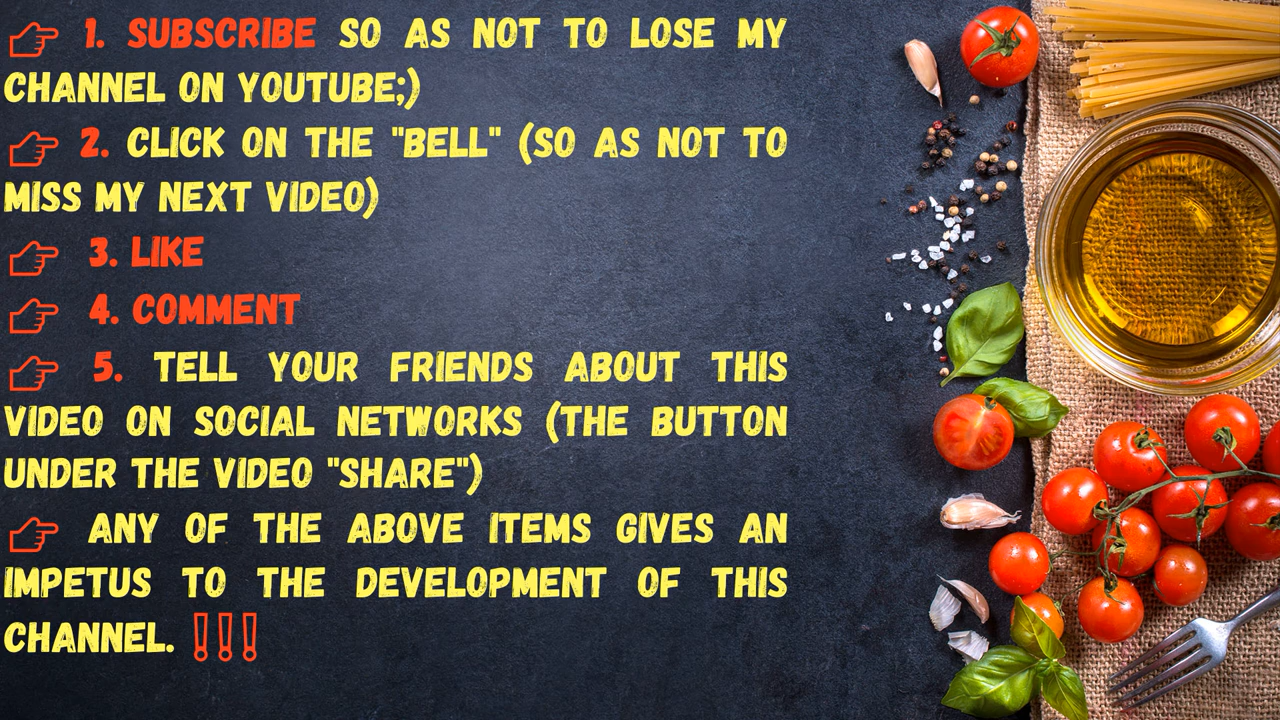 👉 1. SUBSCRIBE SO AS NOT TO LOSE MY
CHANNEL ON YOUTUBE;)
👉 2. CLICK ON THE "BELL" (SO AS NOT TO
MISS MY NEXT VIDEO)
👉 3. LIKE
👉 4. COMMENT
👉 5. TELL YOUR FRIENDS ABOUT THIS
VIDEO ON SOCIAL NETWORKS (THE BUTTON
UNDER THE VIDEO "SHARE")
👉 ANY OF THE ABOVE ITEMS GIVES AN
IMPETUS TO THE DEVELOPMENT OF THIS
CHANNEL. ❗❗❗